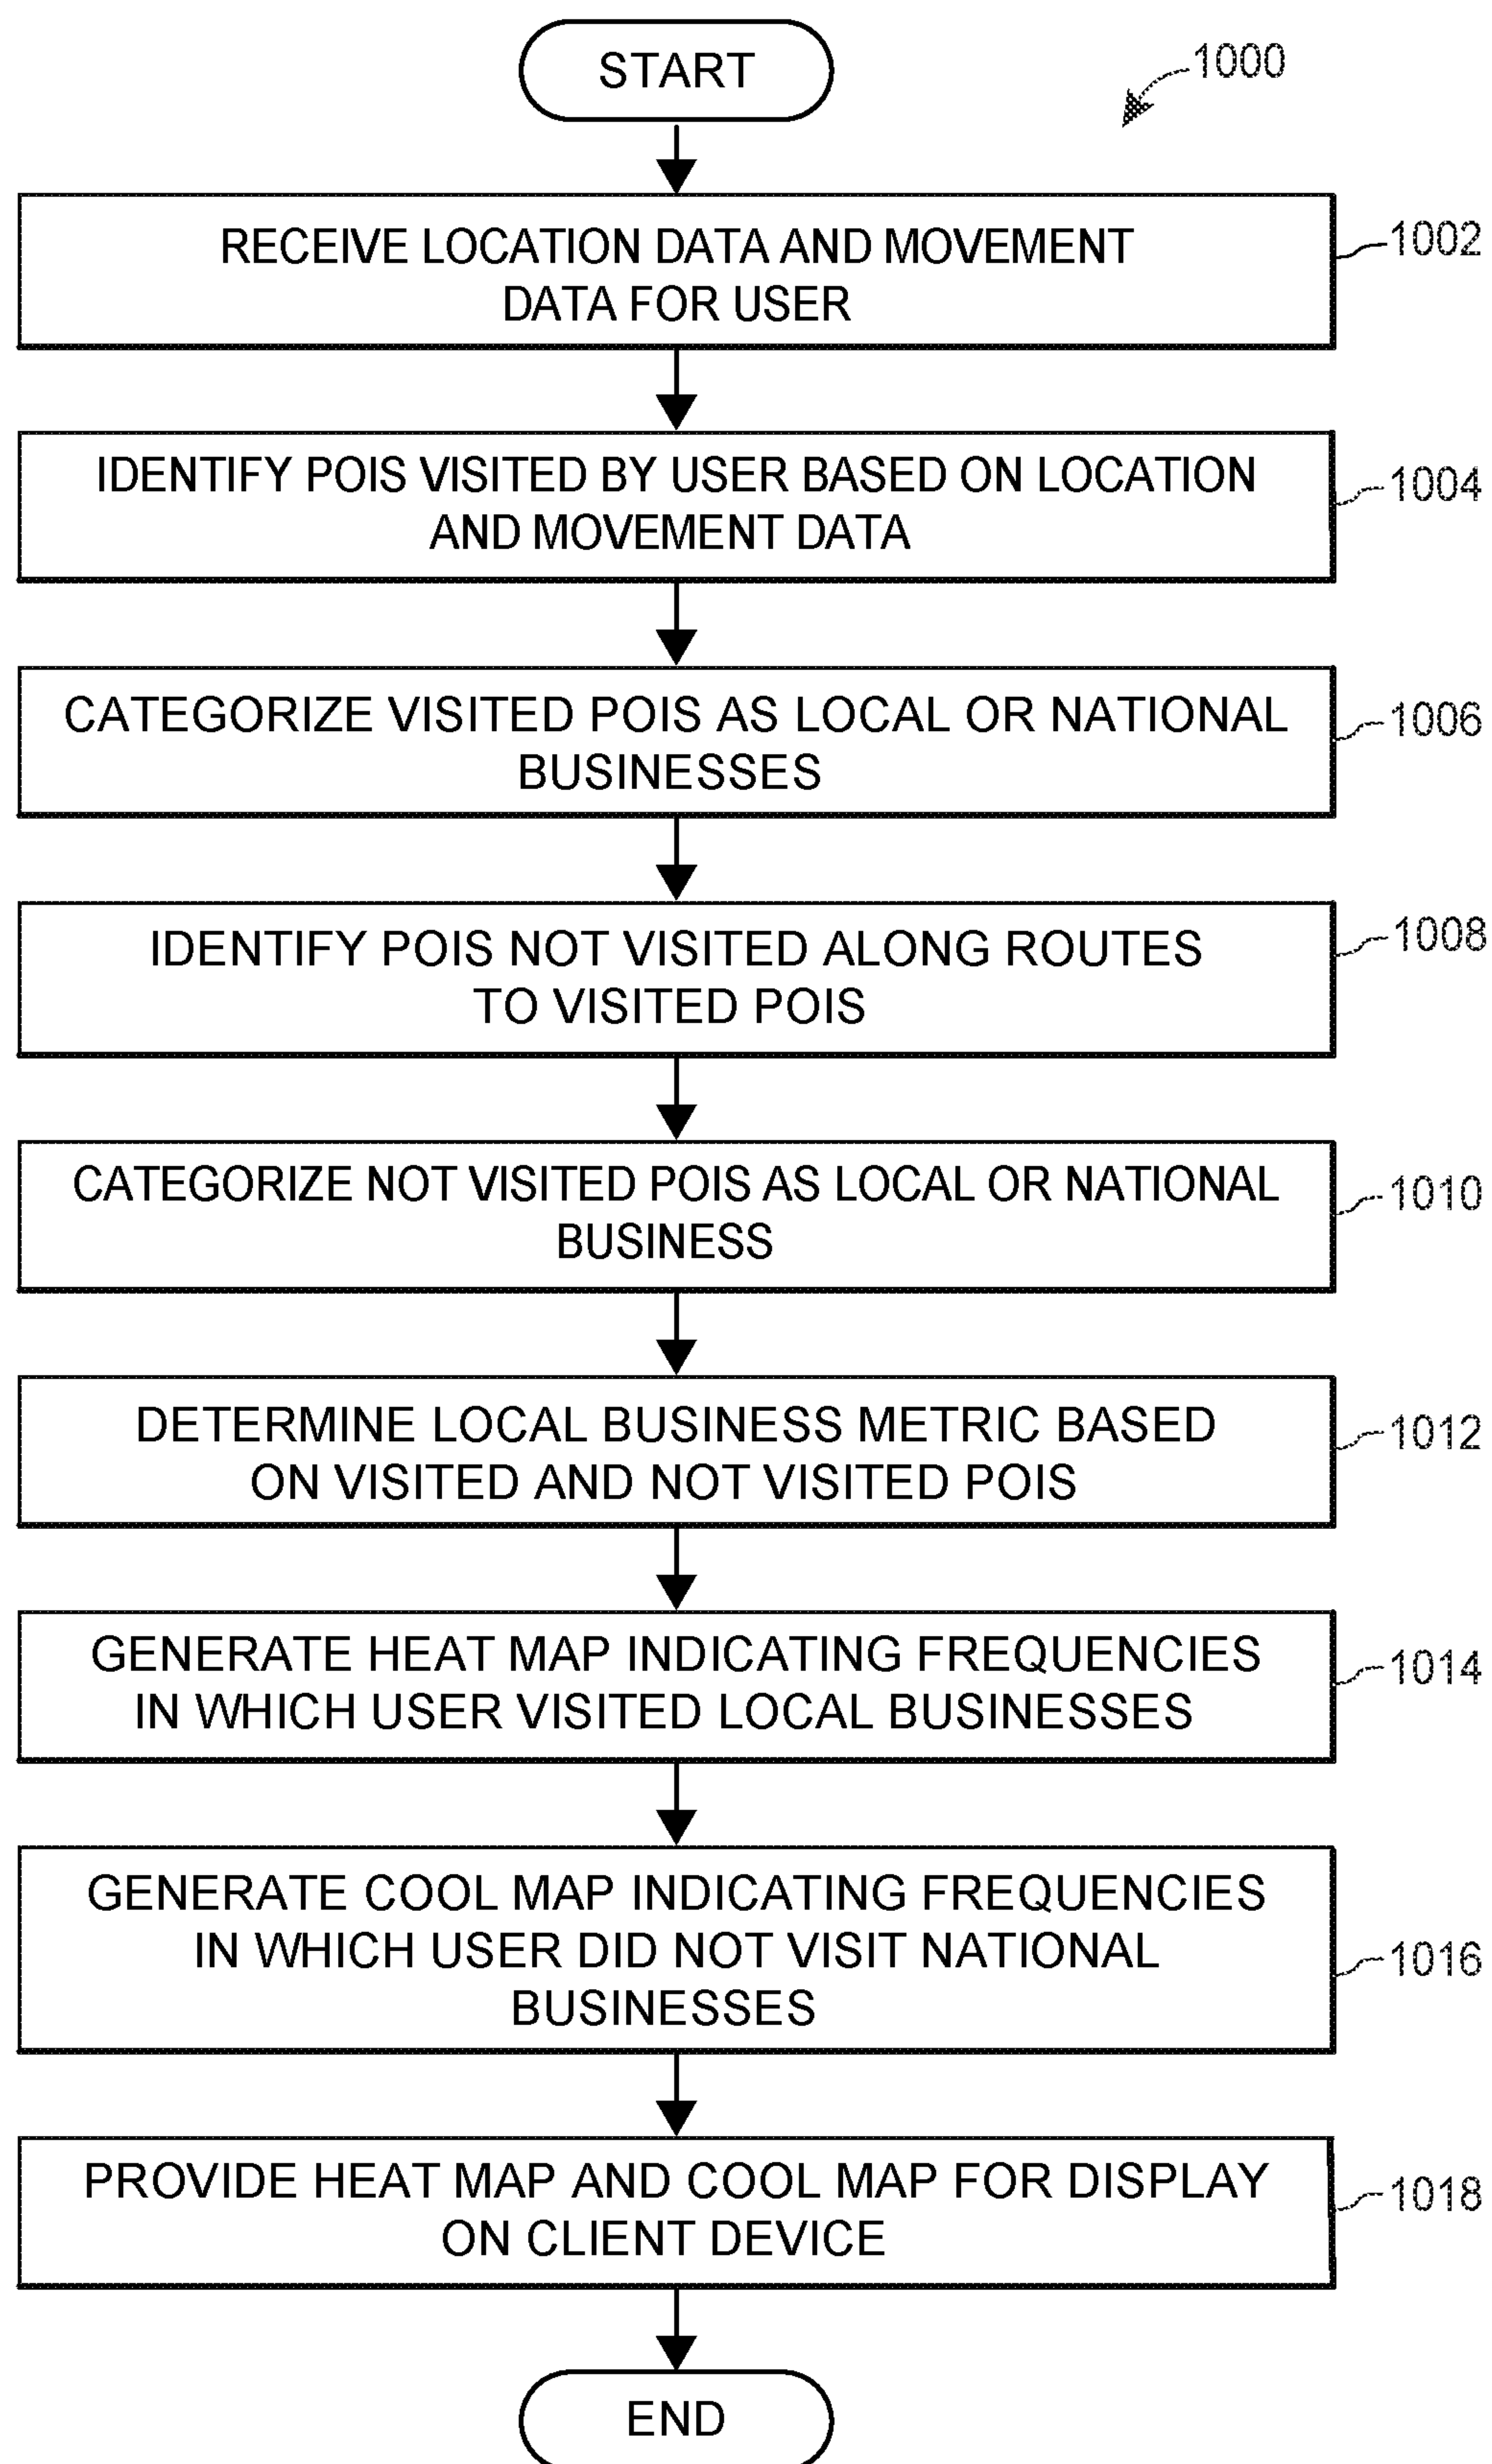 START
1000
RECEIVE LOCATION DATA AND MOVEMENT
DATA FOR USER
1002
IDENTIFY POIS VISITED BY USER BASED ON LOCATION
AND MOVEMENT DATA
1004
CATEGORIZE VISITED POIS AS LOCAL OR NATIONAL
BUSINESSES
1006
IDENTIFY POIS NOT VISITED ALONG ROUTES
TO VISITED POIS
1008
CATEGORIZE NOT VISITED POIS AS LOCAL OR NATIONAL
BUSINESS
1010
DETERMINE LOCAL BUSINESS METRIC BASED
ON VISITED AND NOT VISITED POIS
1012
GENERATE HEAT MAP INDICATING FREQUENCIES
IN WHICH USER VISITED LOCAL BUSINESSES
1014
GENERATE COOL MAP INDICATING FREQUENCIES
IN WHICH USER DID NOT VISIT NATIONAL
BUSINESSES
1016
PROVIDE HEAT MAP AND COOL MAP FOR DISPLAY
ON CLIENT DEVICE
1018
END